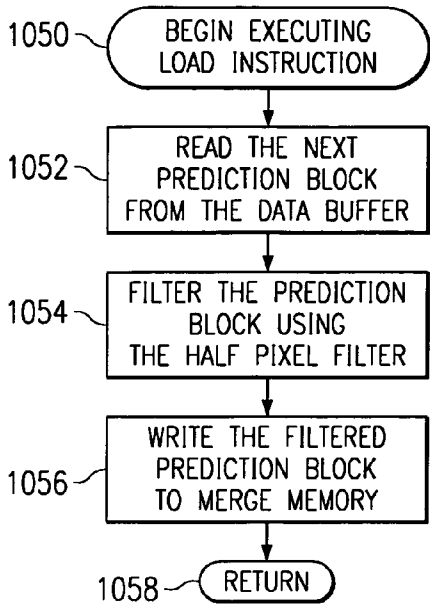 1050
BEGIN EXECUTING
LOAD INSTRUCTION
1052
READ THE NEXT
PREDICTION BLOCK
FROM THE DATA BUFFER
1054
FILTER THE PREDICTION
BLOCK USING
THE HALF PIXEL FILTER
1056
WRITE THE FILTERED
PREDICTION BLOCK
TO MERGE MEMORY
1058
RETURN